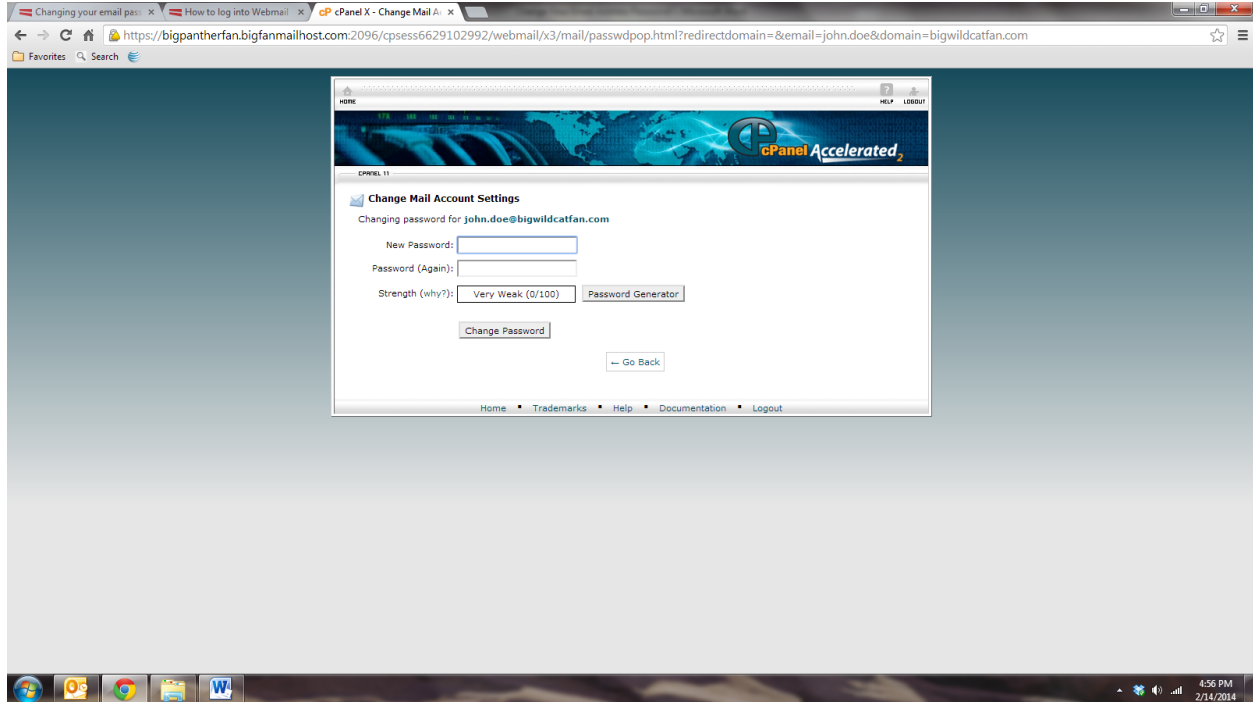 Changing your email pass
How to log into Webmail
cP cPanel X - Change Mail A
https://bigpantherfan.bigfanmailhost.com:2096/cpsess6629102992/webmail/x3/mail/passwdpop.html?redirectdomain=&email=john.doe&domain=bigwildcatfan.com
Favorites Search
HOME
HELP LOGOUT
cPanel Accelerated2
CPANEL 11
Change Mail Account Settings
Changing password for john.doe@bigwildcatfan.com
New Password:
Password (Again):
Strength (why?): Very Weak (0/100) Password Generator
Change Password
← Go Back
Home ▪ Trademarks ▪ Help ▪ Documentation ▪ Logout
4:56 PM
2/14/2014